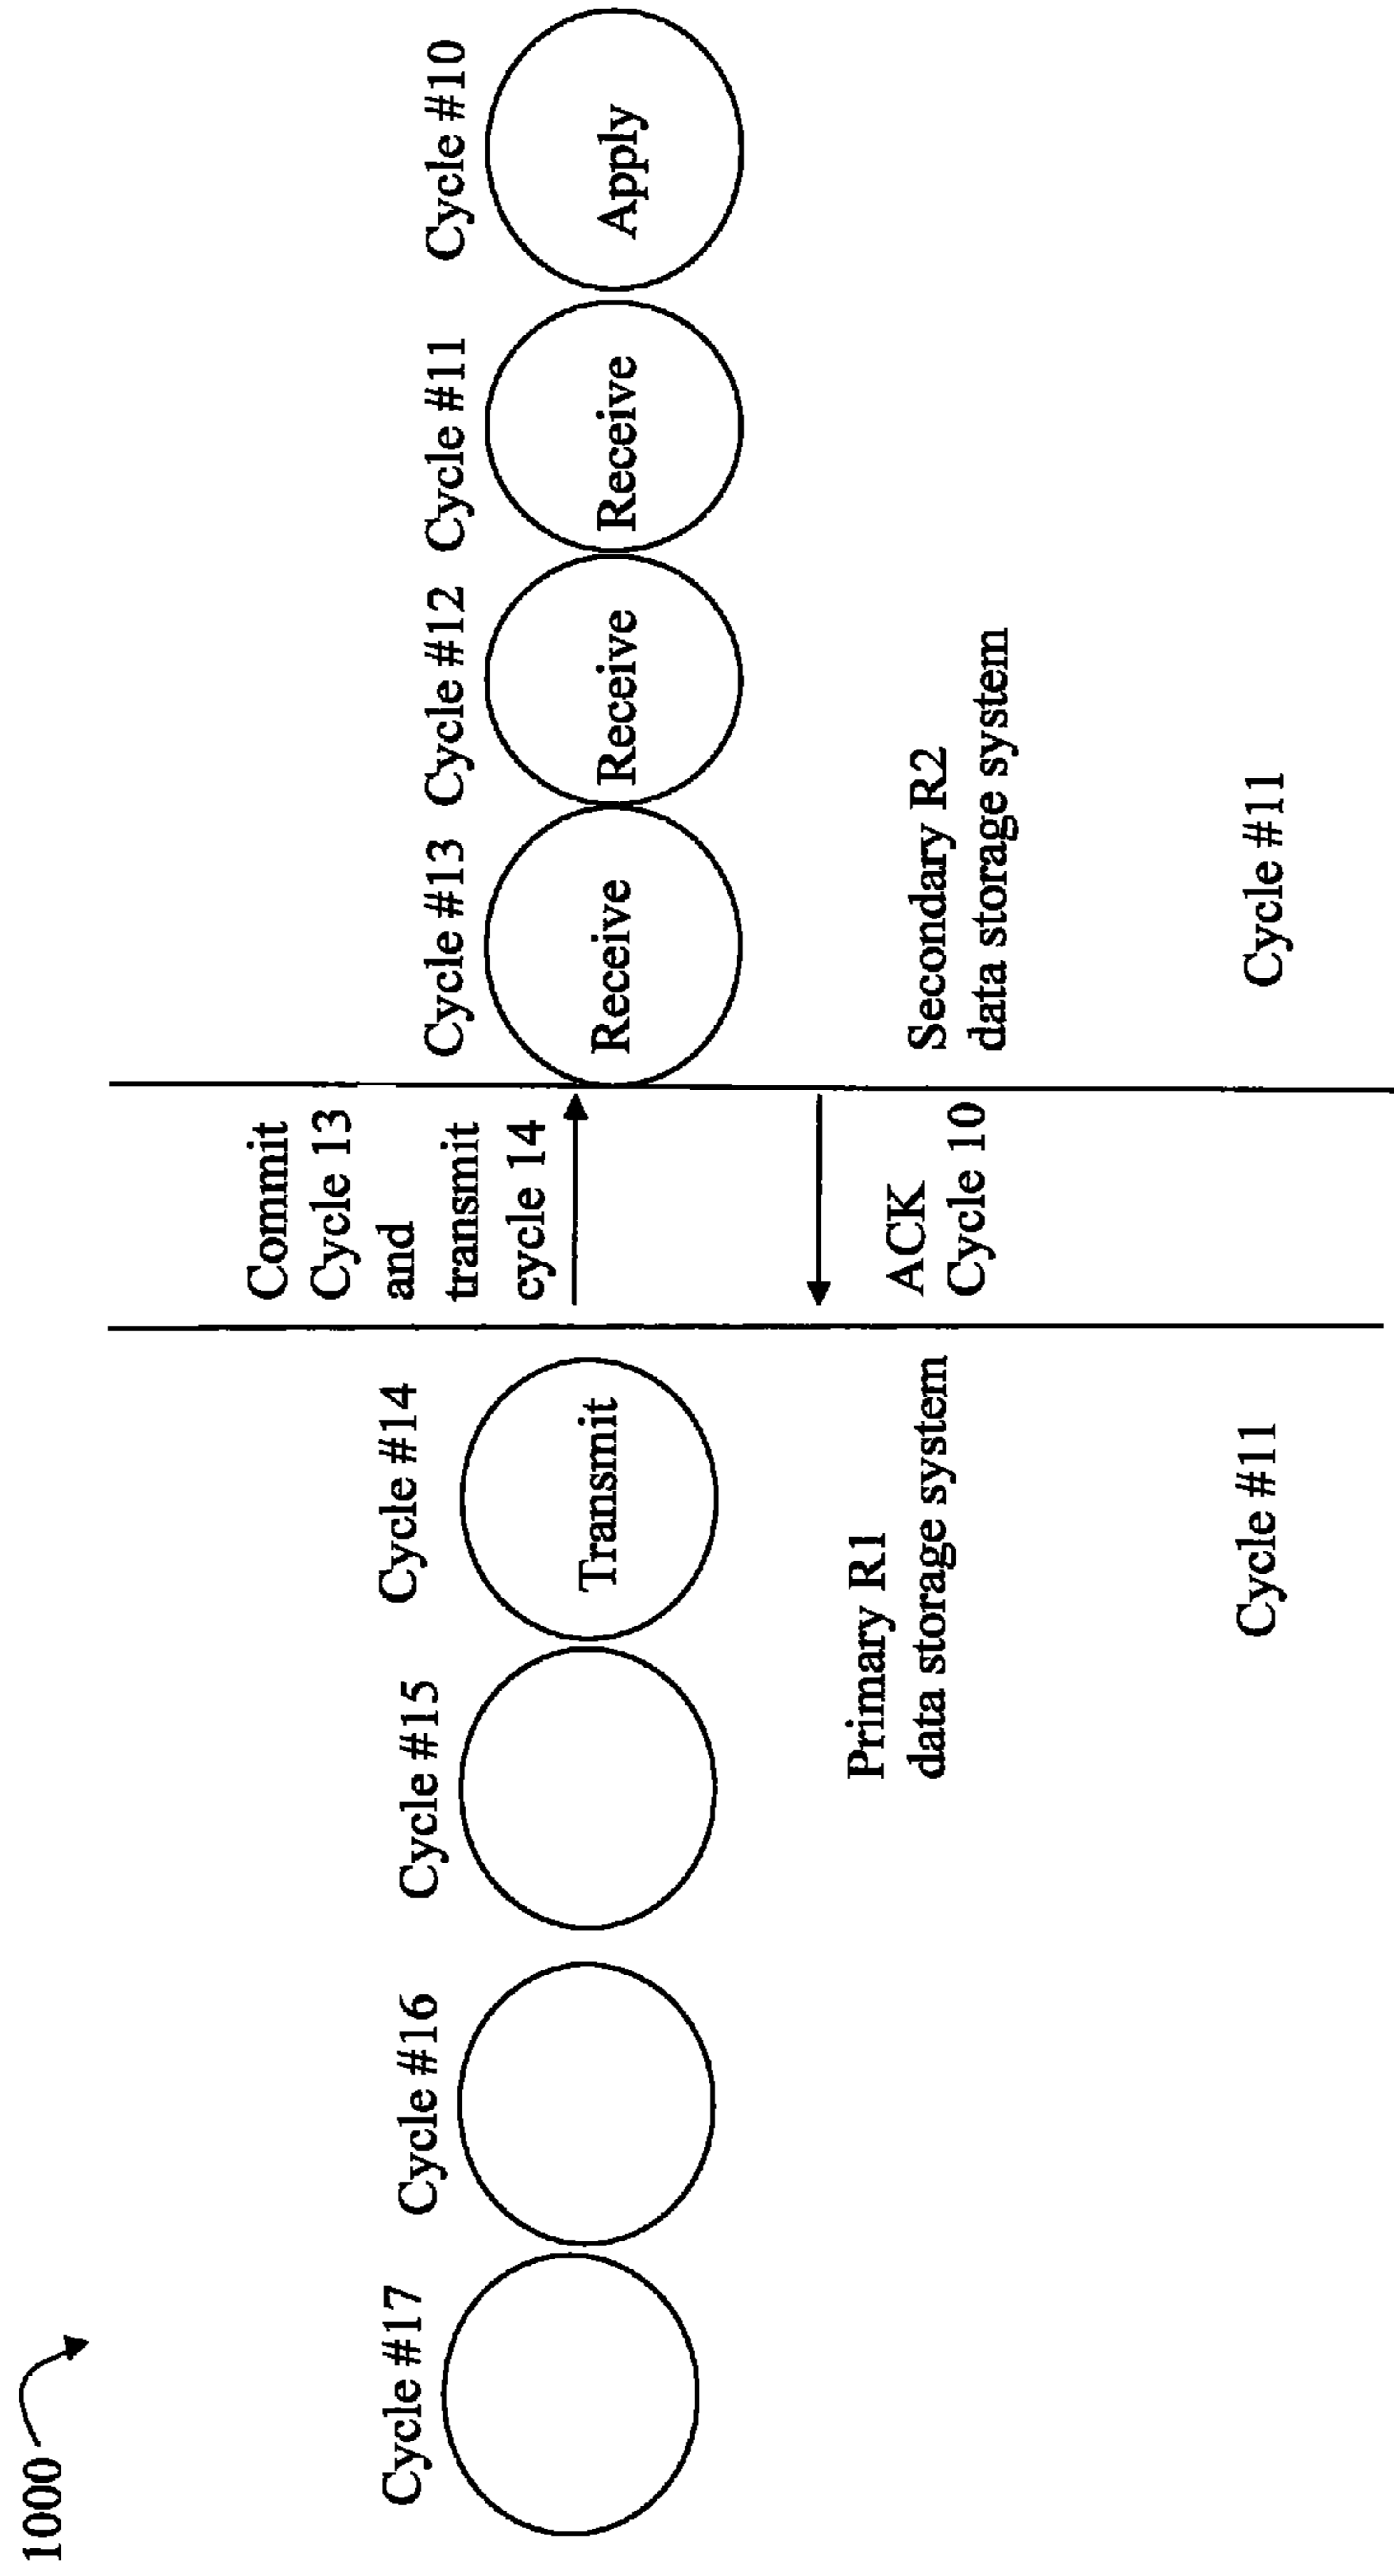 1000
Cycle #17
Cycle #16
Cycle #15
Cycle #14
Transmit
Primary R1
data storage system
Cycle #11
Commit
Cycle 13
and
transmit
cycle 14
ACK
Cycle 10
Cycle #13
Cycle #12
Cycle #11
Cycle #10
Receive
Receive
Receive
Apply
Secondary R2
data storage system
Cycle #11